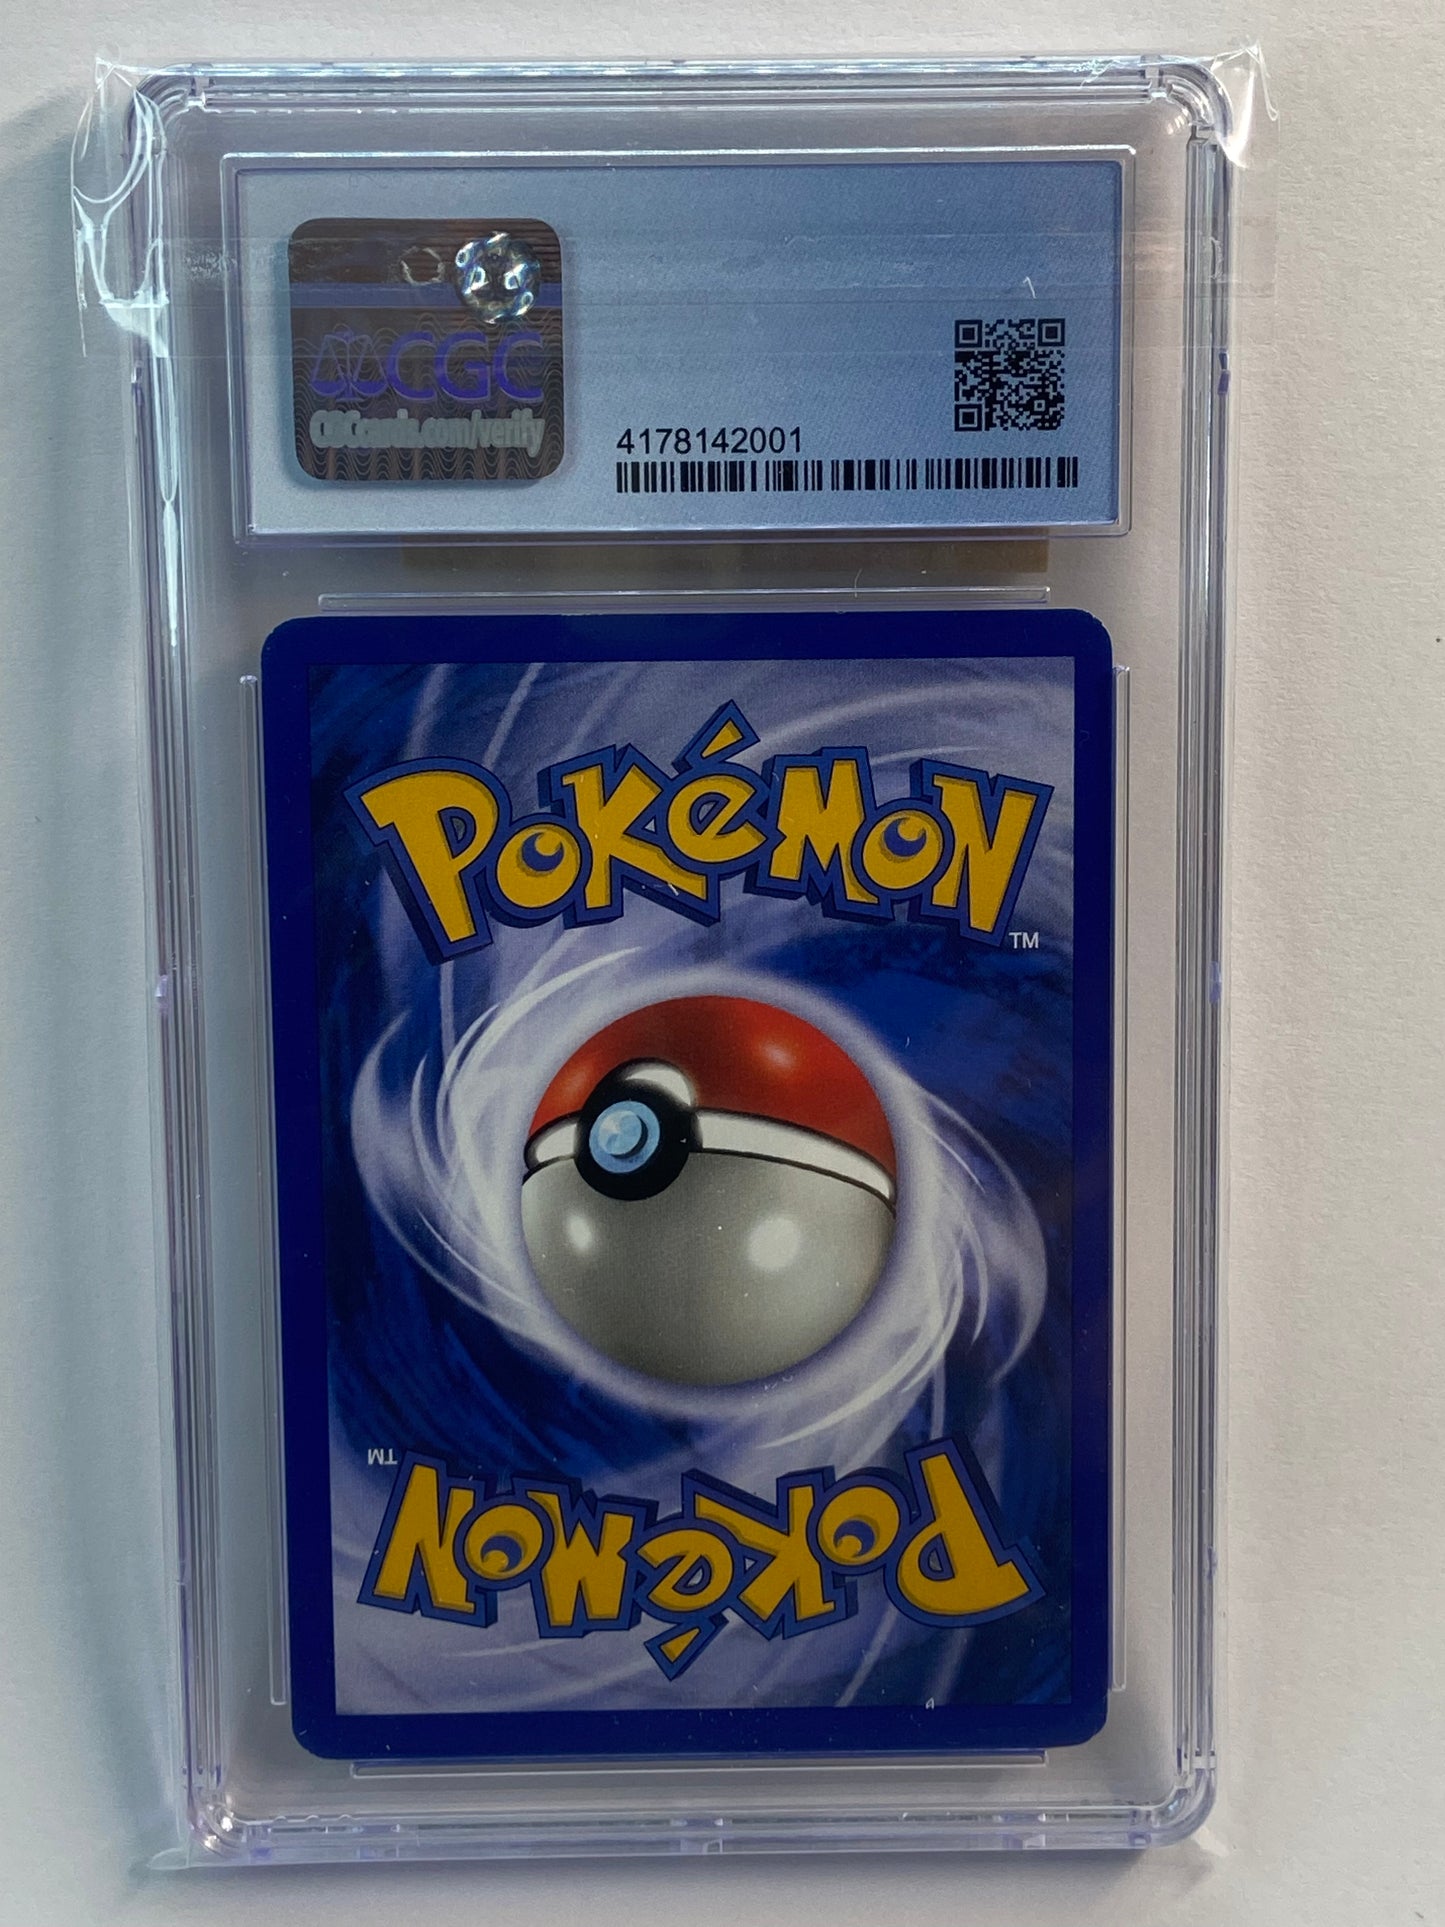 CGC
CGCcards.com/verify
4178142001
POKéMON
TM
TM
POKéMON